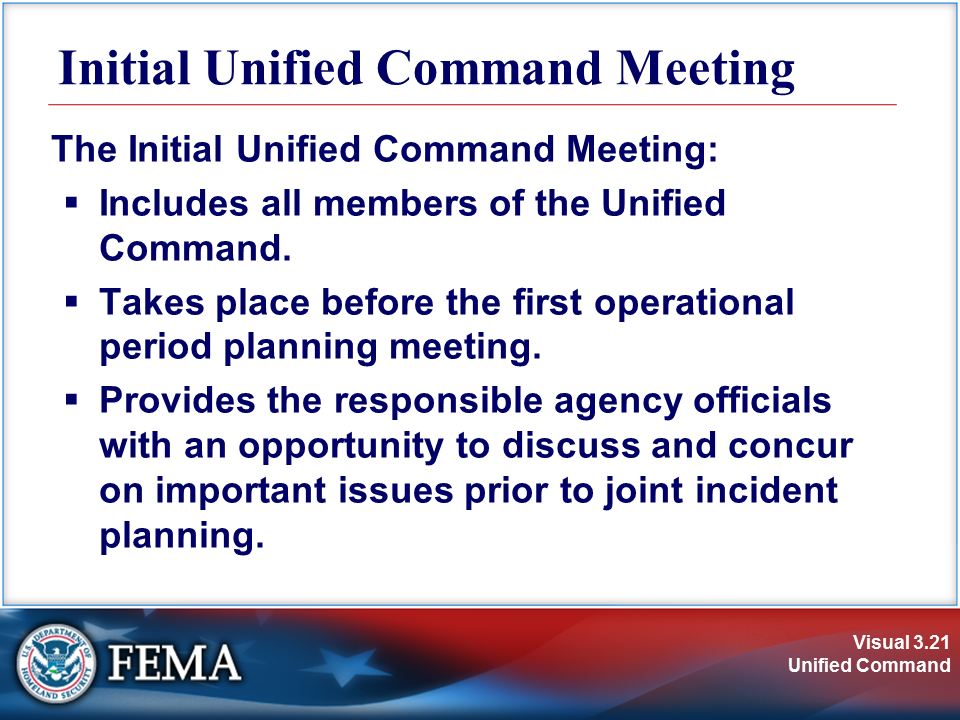 Initial Unified Command Meeting
The Initial Unified Command Meeting:
▪ Includes all members of the Unified
Command.
▪ Takes place before the first operational
period planning meeting.
▪ Provides the responsible agency officials
with an opportunity to discuss and concur
on important issues prior to joint incident
planning.
U.S. DEPARTMENT OF
HOMELAND SECURITY
FEMA
Visual 3.21
Unified Command